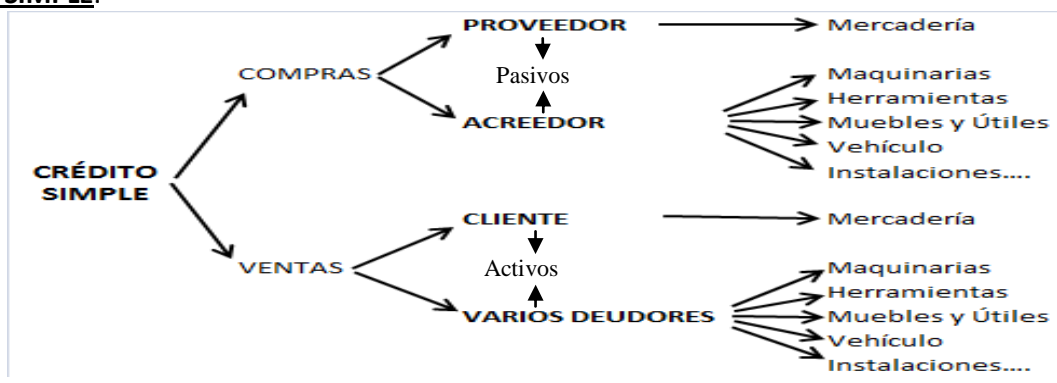 SIMPLE:
PROVEEDOR
Mercadería
COMPRAS
Pasivos
Maquinarias
Herramientas
ACREEDOR
Muebles y Útiles
Vehículo
Instalaciones....
CRÉDITO
SIMPLE
CLIENTE
Mercadería
VENTAS
Activos
Maquinarias
Herramientas
VARIOS DEUDORES
Muebles y Útiles
Vehículo
Instalaciones....